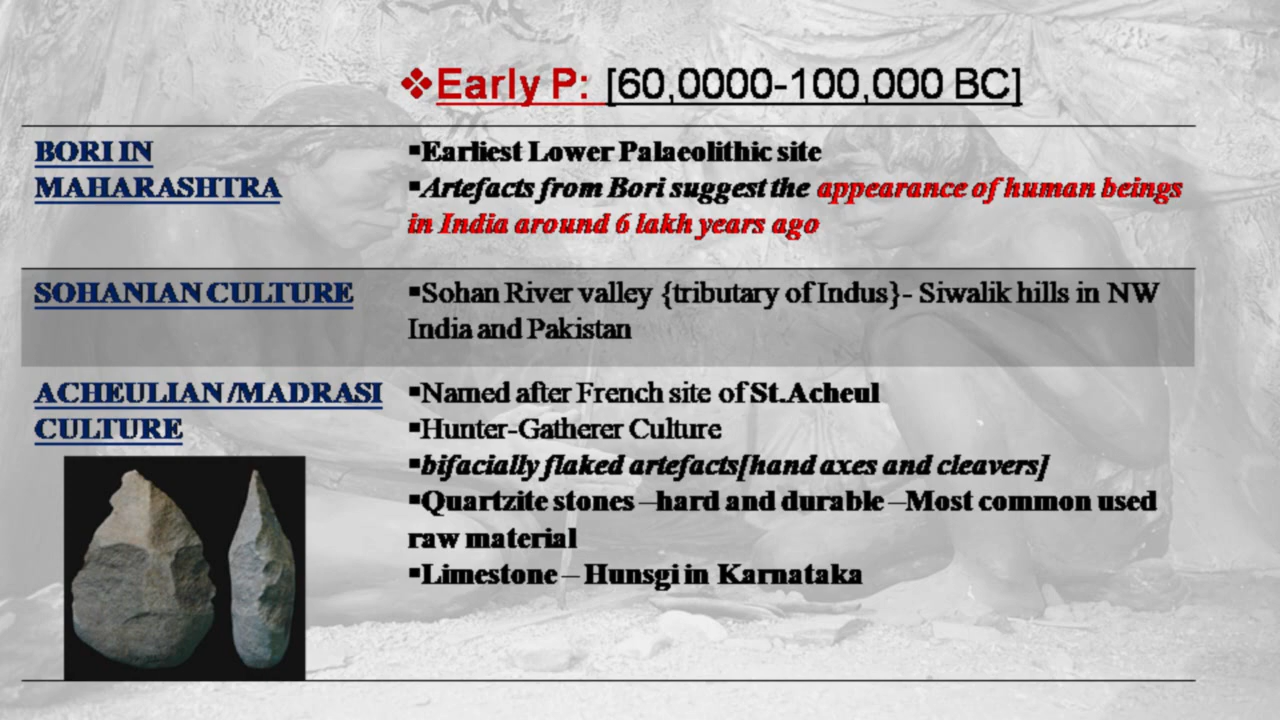 ❖Early P: [60,0000-100,000 BC]
BORI IN
MAHARASHTRA
▪Earliest Lower Palaeolithic site
▪Artefacts from Bori suggest the appearance of human beings
in India around 6 lakh years ago
SOHANIAN CULTURE
▪Sohan River valley {tributary of Indus}- Siwalik hills in NW
India and Pakistan
ACHEULIAN /MADRASI
CULTURE
▪Named after French site of St.Acheul
▪Hunter-Gatherer Culture
▪bifacially flaked artefacts[hand axes and cleavers]
▪Quartzite stones –hard and durable –Most common used
raw material
▪Limestone – Hunsgi in Karnataka